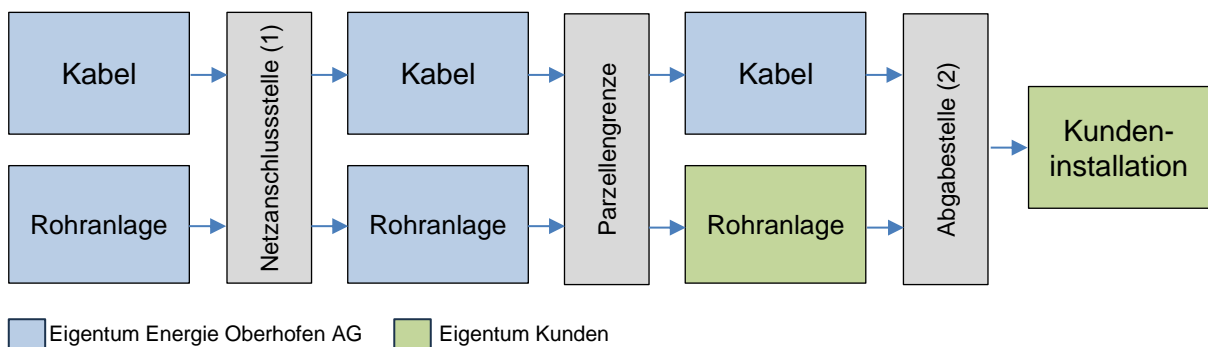 Kabel
Netzanschlussstelle (1)
Kabel
Parzellengrenze
Kabel
Abgabestelle (2)
Kunden-
installation
Rohranlage
Rohranlage
Rohranlage
Eigentum Energie Oberhofen AG
Eigentum Kunden